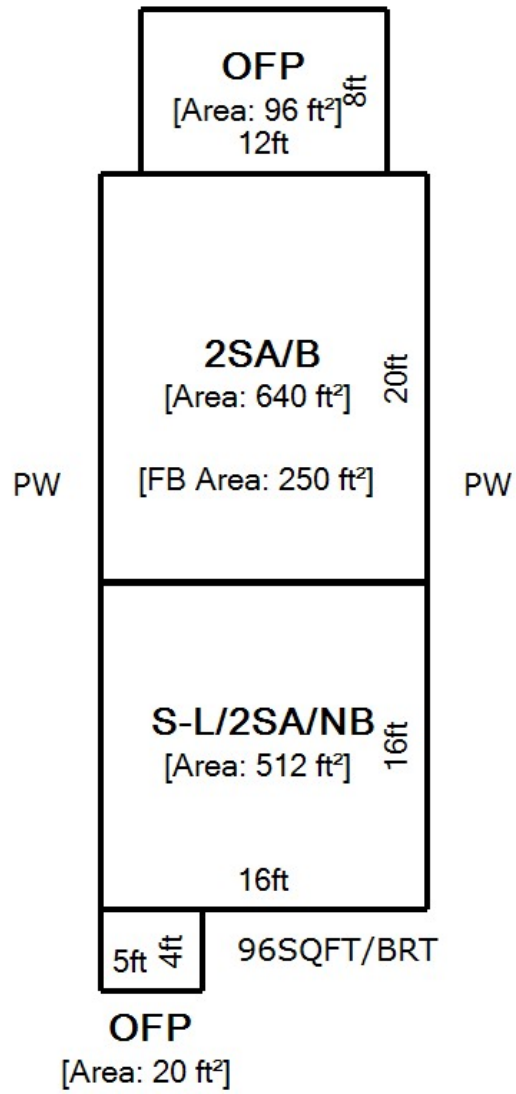 OFP
[Area: 96 ft²]
8ft
12ft
2SA/B
[Area: 640 ft²]
20ft
PW
[FB Area: 250 ft²]
PW
S-L/2SA/NB
[Area: 512 ft²]
16ft
16ft
5ft
4ft
96SQFT/BRT
OFP
[Area: 20 ft²]